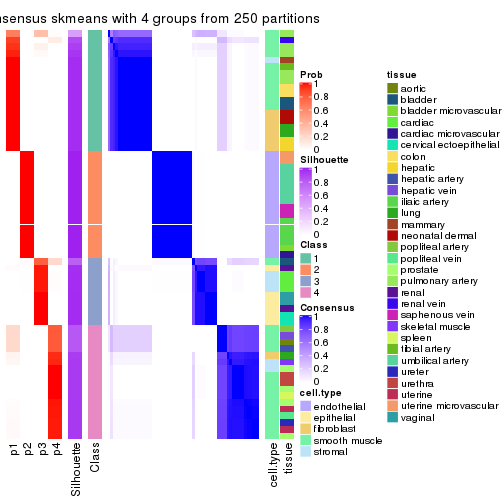 nsensus skmeans with 4 groups from 250 partitions
p1
p2
p3
p4
Silhouette
Class
cell.type
tissue
Prob
1
0.8
0.6
0.4
0.2
0
Silhouette
1
0.8
0.6
0.4
0.2
0
Class
1
2
3
4
Consensus
1
0.8
0.6
0.4
0.2
0
cell.type
endothelial
epithelial
fibroblast
smooth muscle
stromal
tissue
aortic
bladder
bladder microvascular
cardiac
cardiac microvascular
cervical ectoepithelial
colon
hepatic
hepatic artery
hepatic vein
iliaic artery
lung
mammary
neonatal dermal
popliteal artery
popliteal vein
prostate
pulmonary artery
renal
renal vein
saphenous vein
skeletal muscle
spleen
tibial artery
umbilical artery
ureter
urethra
uterine
uterine microvascular
vaginal